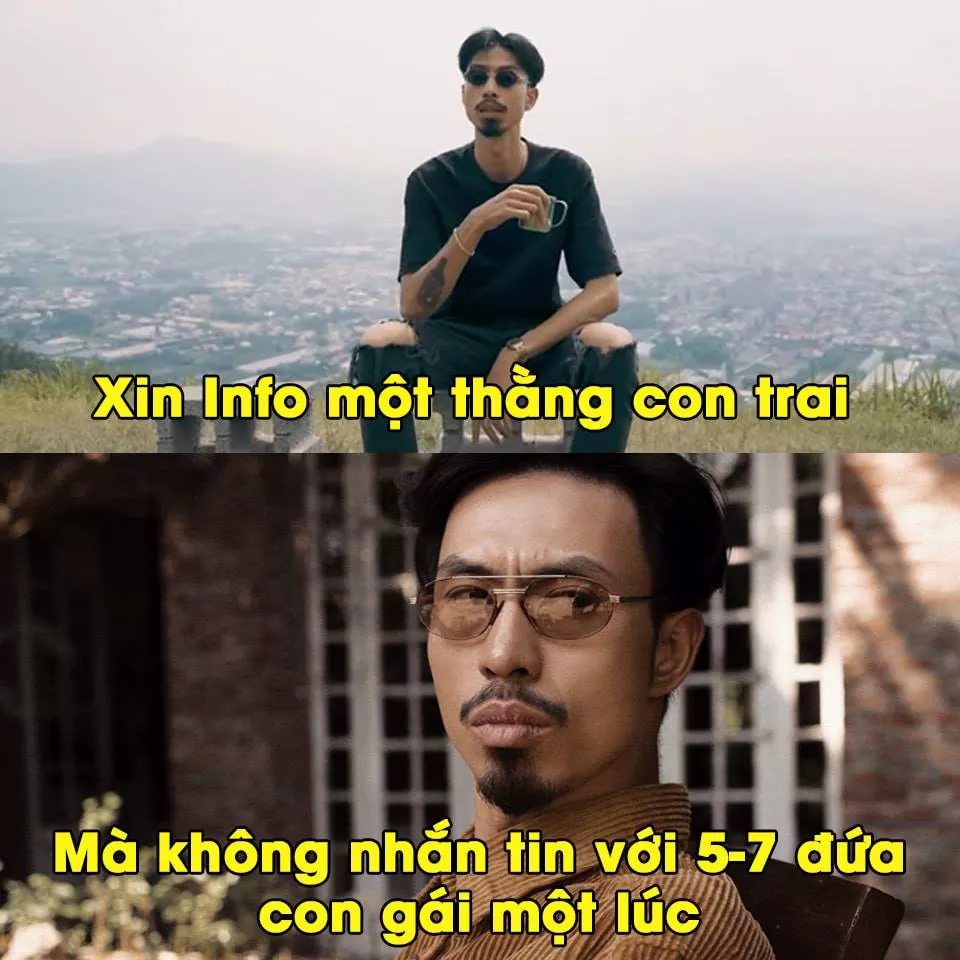 Xin Info một thằng con trai
Mà không nhắn tin với 5-7 đứa
con gái một lúc